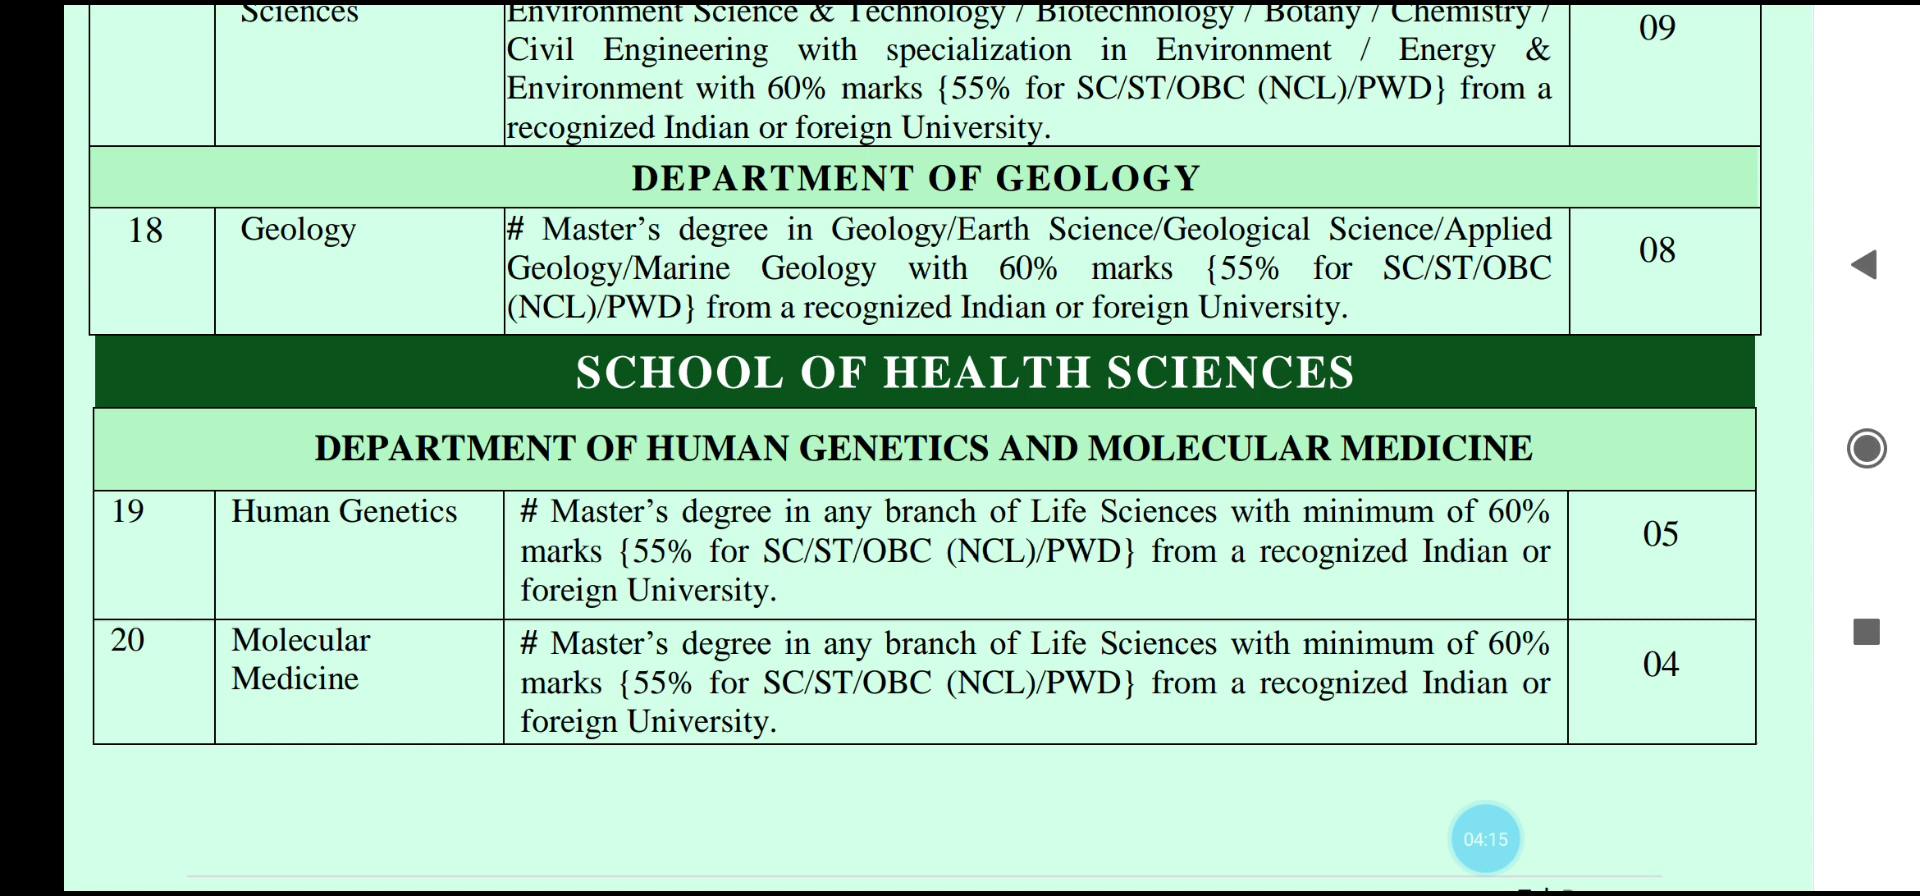 Sciences
Environment Science & Technology / Biotechnology / Botany / Chemistry /
Civil Engineering with specialization in Environment / Energy &
Environment with 60% marks {55% for SC/ST/OBC (NCL)/PWD} from a
recognized Indian or foreign University.
09
DEPARTMENT OF GEOLOGY
18
Geology
# Master’s degree in Geology/Earth Science/Geological Science/Applied
Geology/Marine Geology with 60% marks {55% for SC/ST/OBC
(NCL)/PWD} from a recognized Indian or foreign University.
08
SCHOOL OF HEALTH SCIENCES
DEPARTMENT OF HUMAN GENETICS AND MOLECULAR MEDICINE
19
Human Genetics
# Master’s degree in any branch of Life Sciences with minimum of 60%
marks {55% for SC/ST/OBC (NCL)/PWD} from a recognized Indian or
foreign University.
05
20
Molecular
Medicine
# Master’s degree in any branch of Life Sciences with minimum of 60%
marks {55% for SC/ST/OBC (NCL)/PWD} from a recognized Indian or
foreign University.
04
04:15